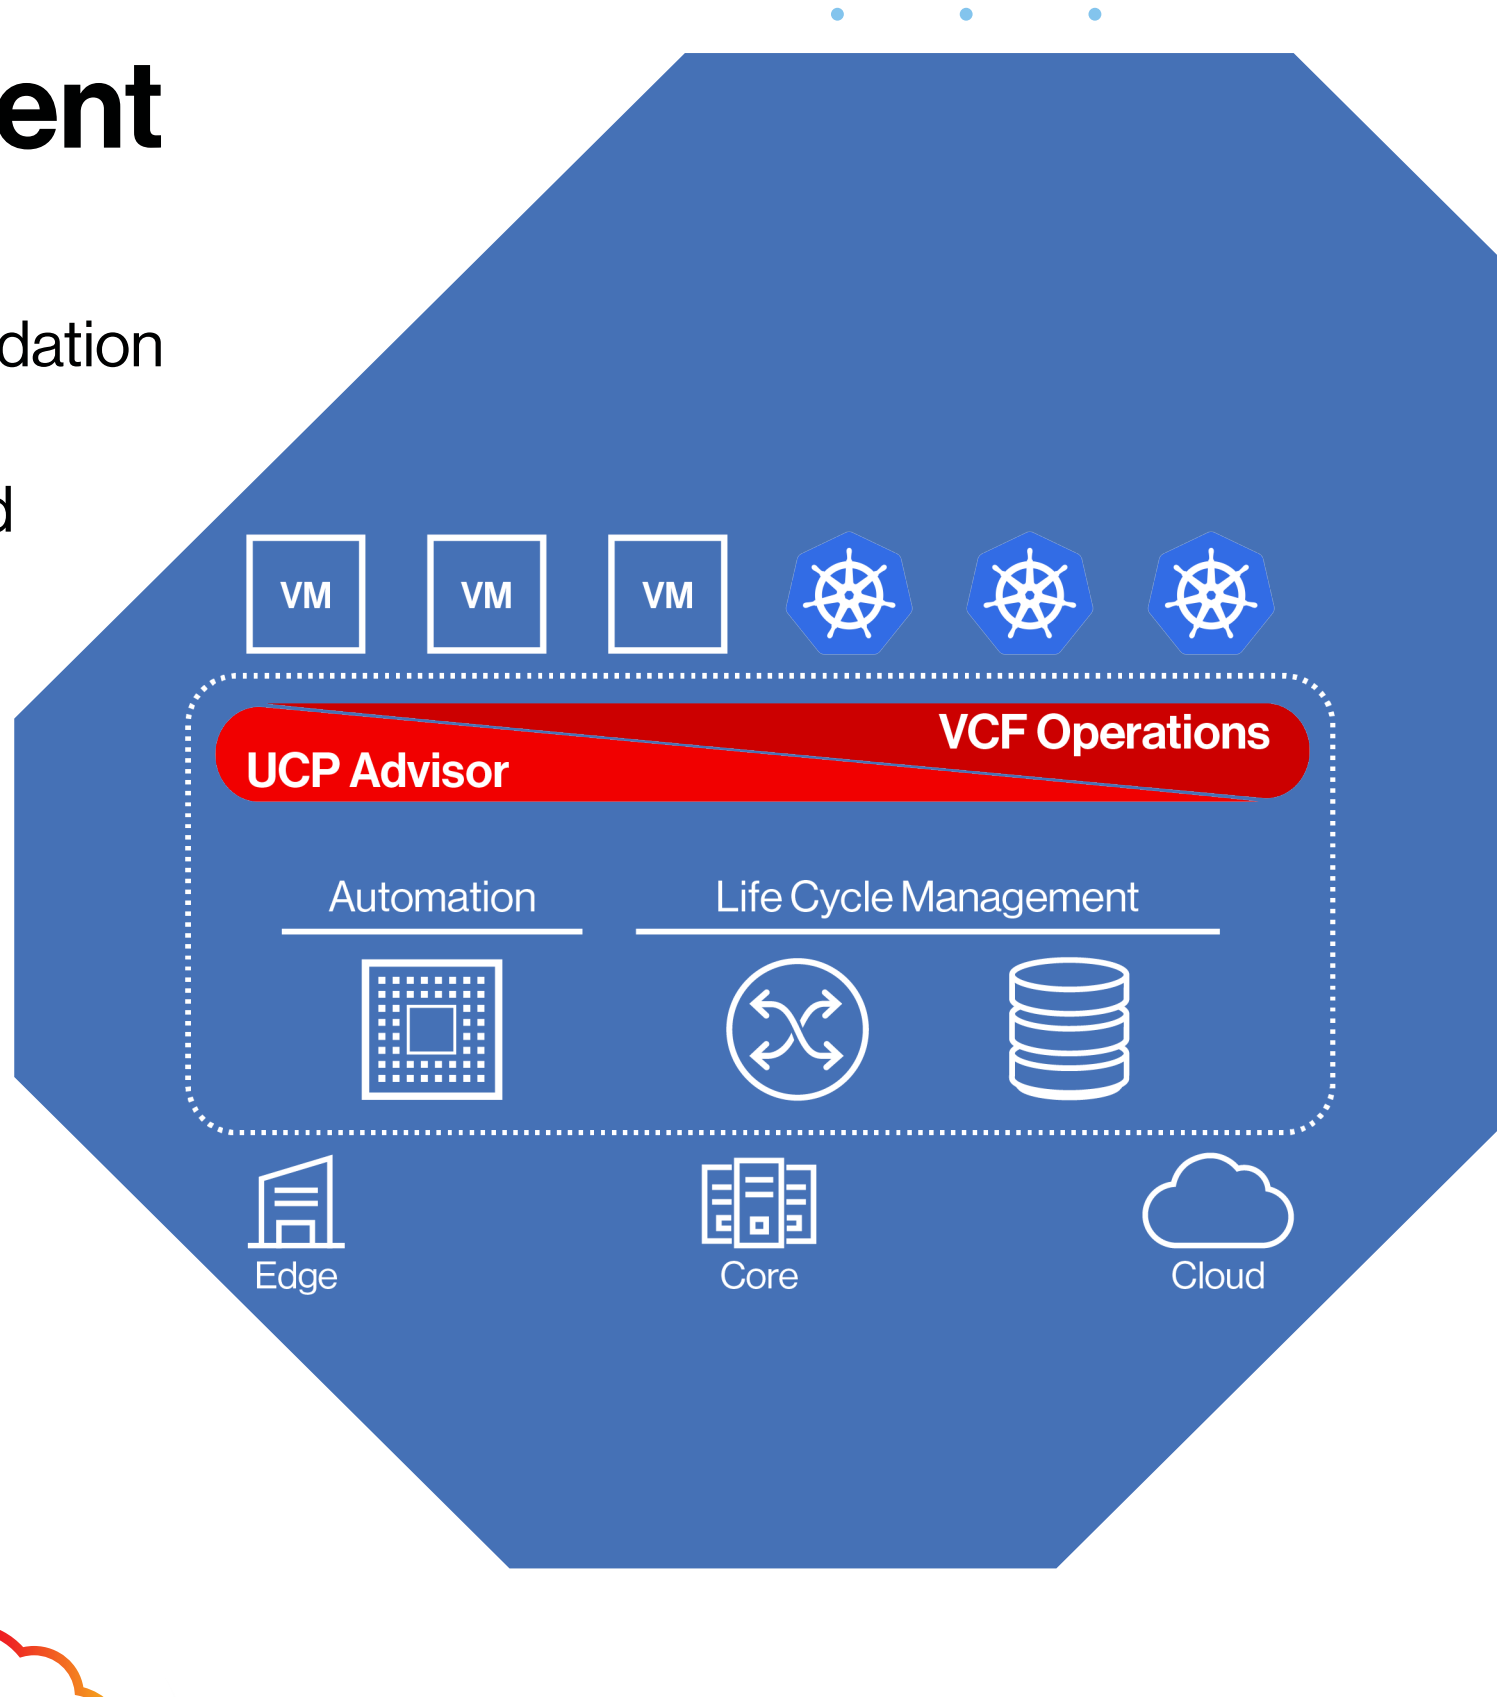 ent
dation
d
VM VM VM
VCF Operations
UCP Advisor
Automation Life Cycle Management
Edge Core Cloud